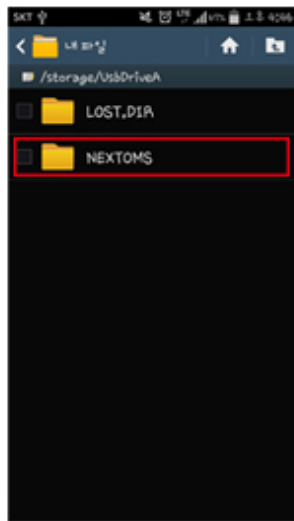 SKT
내 파일
/storage/UsbDriveA
LOST.DIR
NEXTOMS